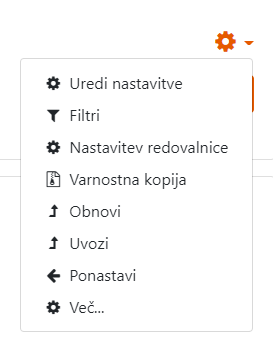 Uredi nastavitve
Filtri
Nastavitev redovalnice
Varnostna kopija
Obnovi
Uvozi
Ponastavi
Več...